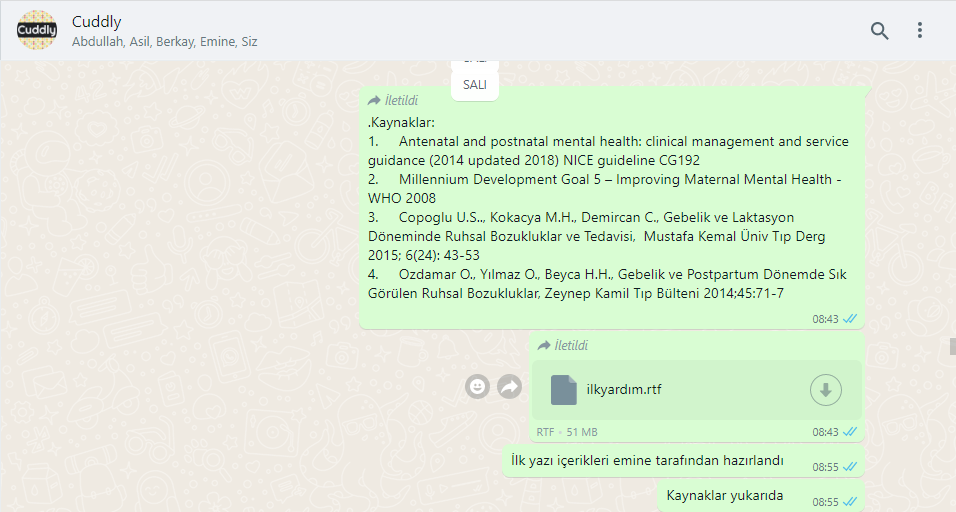 Cuddly
Cuddly
Abdullah, Asil, Berkay, Emine, Siz
SALI
İletildi
.Kaynaklar:
1. Antenatal and postnatal mental health: clinical management and service
guidance (2014 updated 2018) NICE guideline CG192
2. Millennium Development Goal 5 – Improving Maternal Mental Health -
WHO 2008
3. Copoglu U.S.., Kokacya M.H., Demircan C., Gebelik ve Laktasyon
Döneminde Ruhsal Bozukluklar ve Tedavisi, Mustafa Kemal Üniv Tıp Derg
2015; 6(24): 43-53
4. Ozdamar O., Yılmaz O., Beyca H.H., Gebelik ve Postpartum Dönemde Sık
Görülen Ruhsal Bozukluklar, Zeynep Kamil Tıp Bülteni 2014;45:71-7
08:43
İletildi
ilkyardım.rtf
RTF • 51 MB 08:43
İlk yazı içerikleri emine tarafından hazırlandı 08:55
Kaynaklar yukarıda 08:55